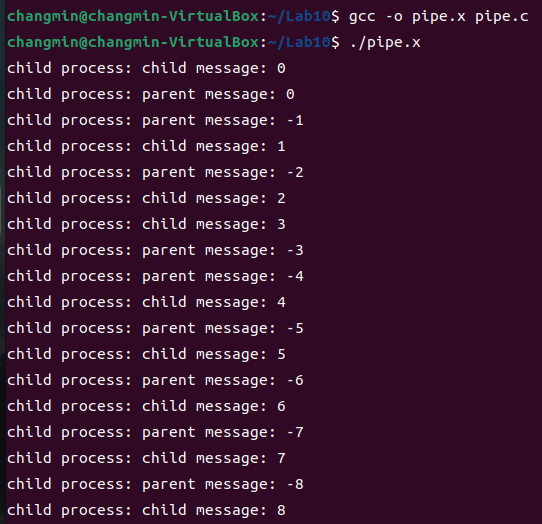 changmin@changmin-VirtualBox:~/Lab10$ gcc -o pipe.x pipe.c
changmin@changmin-VirtualBox:~/Lab10$ ./pipe.x
child process: child message: 0
child process: parent message: 0
child process: parent message: -1
child process: child message: 1
child process: parent message: -2
child process: child message: 2
child process: child message: 3
child process: parent message: -3
child process: parent message: -4
child process: child message: 4
child process: parent message: -5
child process: child message: 5
child process: parent message: -6
child process: child message: 6
child process: parent message: -7
child process: child message: 7
child process: parent message: -8
child process: child message: 8